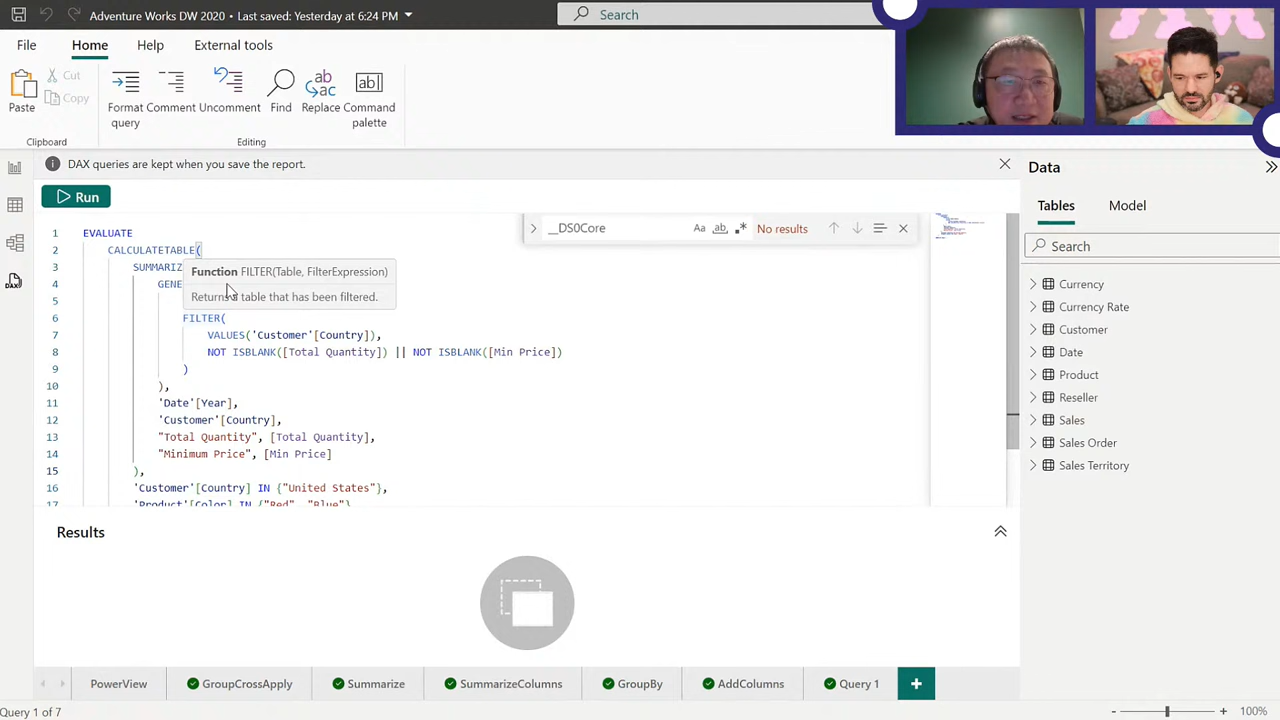 Adventure Works DW 2020 • Last saved: Yesterday at 6:24 PM
Search
File
Home
Help
External tools
Paste
Cut
Copy
Format query
Comment
Uncomment
Find
Replace
Command palette
Clipboard
Editing
DAX queries are kept when you save the report.
Run
__DS0Core
Aa
ab
No results
1 EVALUATE
2 CALCULATETABLE(
3 SUMMARIZ
4 GENE
5
6 FILTER(
7 VALUES('Customer'[Country]),
8 NOT ISBLANK([Total Quantity]) || NOT ISBLANK([Min Price])
9 )
10 ),
11 'Date'[Year],
12 'Customer'[Country],
13 "Total Quantity", [Total Quantity],
14 "Minimum Price", [Min Price]
15 ),
16 'Customer'[Country] IN {"United States"},
17 'Product'[Color] IN {"Red", "Blue"}
Function FILTER(Table, FilterExpression)
Returns a table that has been filtered.
Data
Tables
Model
Search
Currency
Currency Rate
Customer
Date
Product
Reseller
Sales
Sales Order
Sales Territory
Results
PowerView
GroupCrossApply
Summarize
SummarizeColumns
GroupBy
AddColumns
Query 1
Query 1 of 7
100%